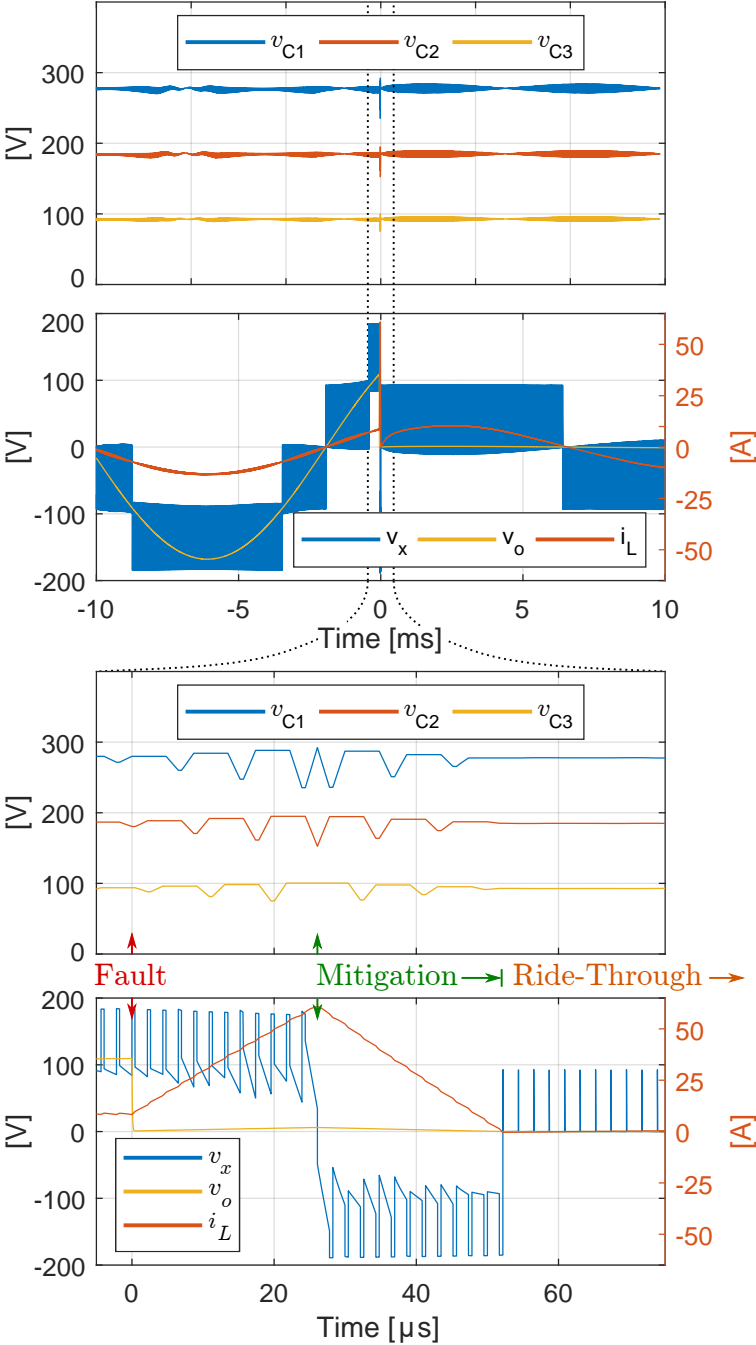 v_C1 v_C2 v_C3
[V]
300
200
100
0
200
100
0
-100
-200
[V]
50
25
0
-25
-50
[A]
v_x v_o i_L
-10 -5 0 5 10
Time [ms]
v_C1 v_C2 v_C3
[V]
300
200
100
0
Fault Mitigation Ride-Through
200
100
0
-100
-200
[V]
50
25
0
-25
-50
[A]
v_x
v_o
i_L
0 20 40 60
Time [μs]